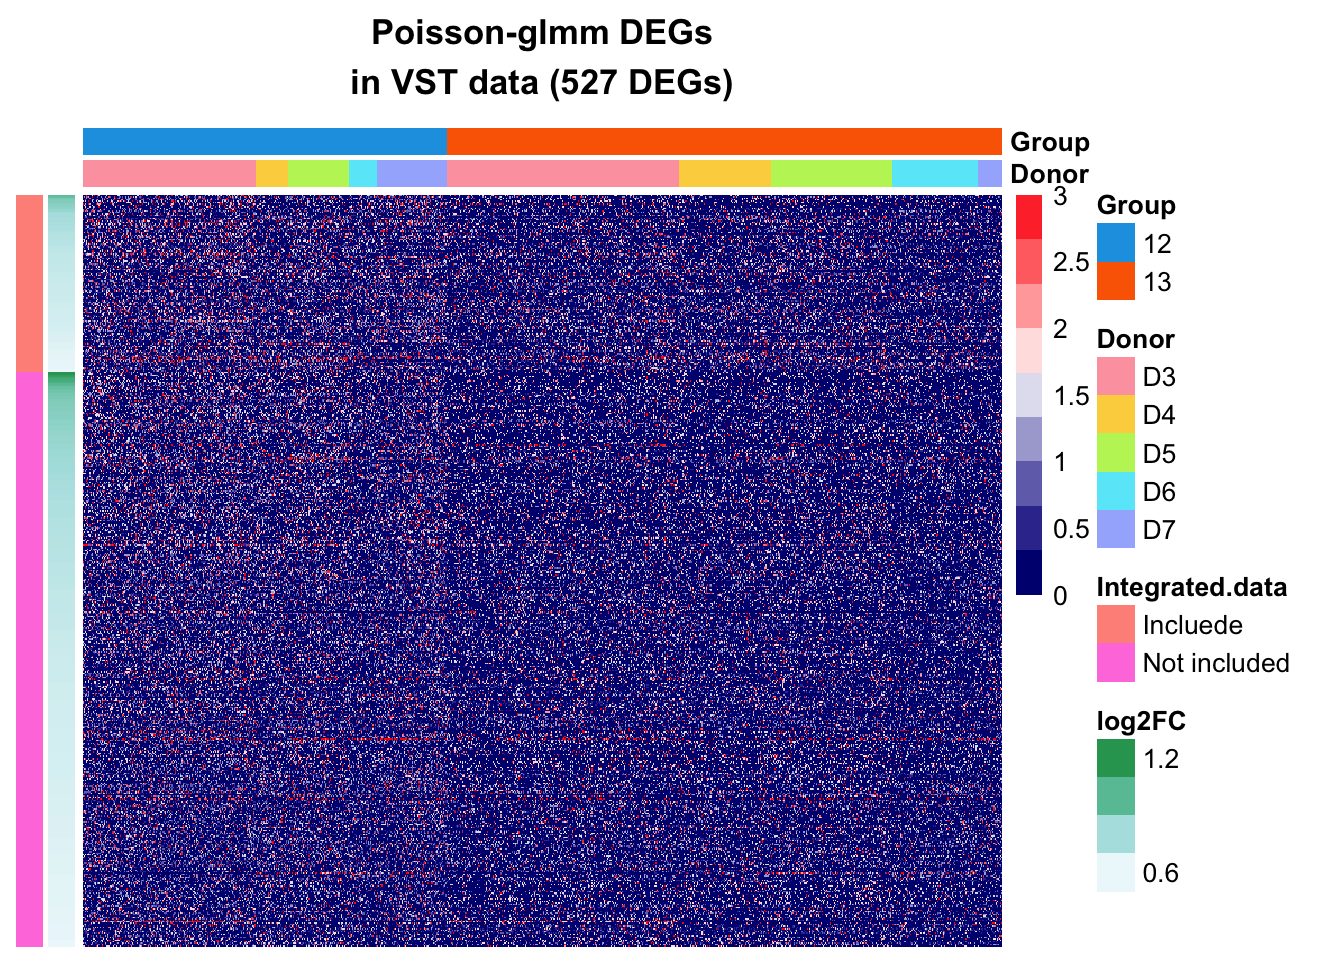 Poisson-glmm DEGs
in VST data (527 DEGs)
Group
Donor
3
2.5
2
1.5
1
0.5
0
Group
12
13
Donor
D3
D4
D5
D6
D7
Integrated.data
Incluede
Not included
log2FC
1.2
0.6